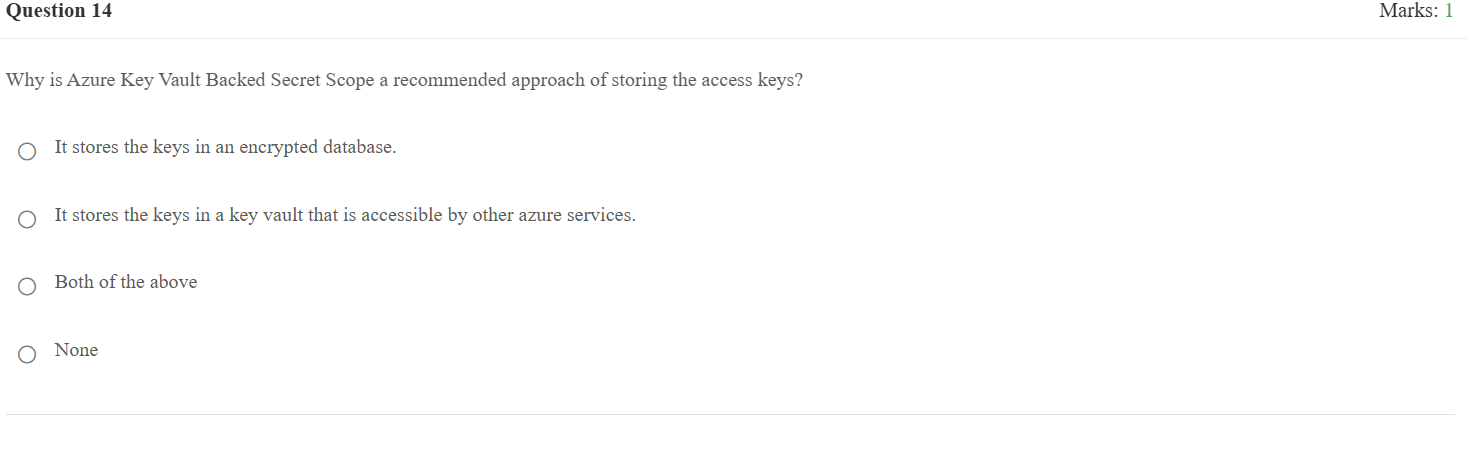 Question 14
Marks: 1
Why is Azure Key Vault Backed Secret Scope a recommended approach of storing the access keys?
It stores the keys in an encrypted database.
It stores the keys in a key vault that is accessible by other azure services.
Both of the above
None